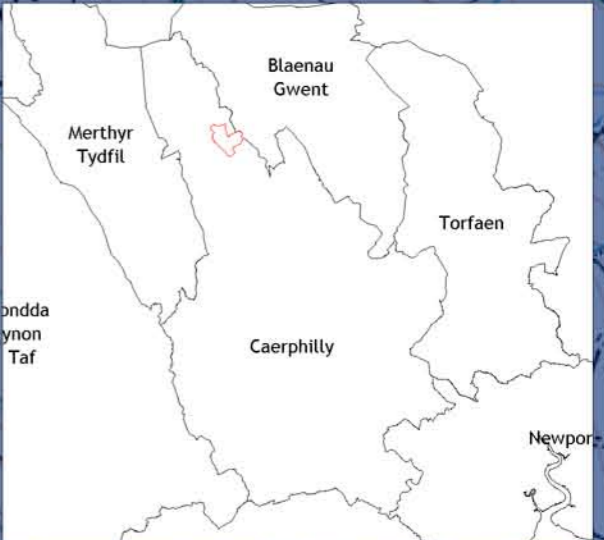 Blaenau
Gwent
Merthyr
Tydfil
Torfaen
ondda
ynon
Taf
Caerphilly
Newpor